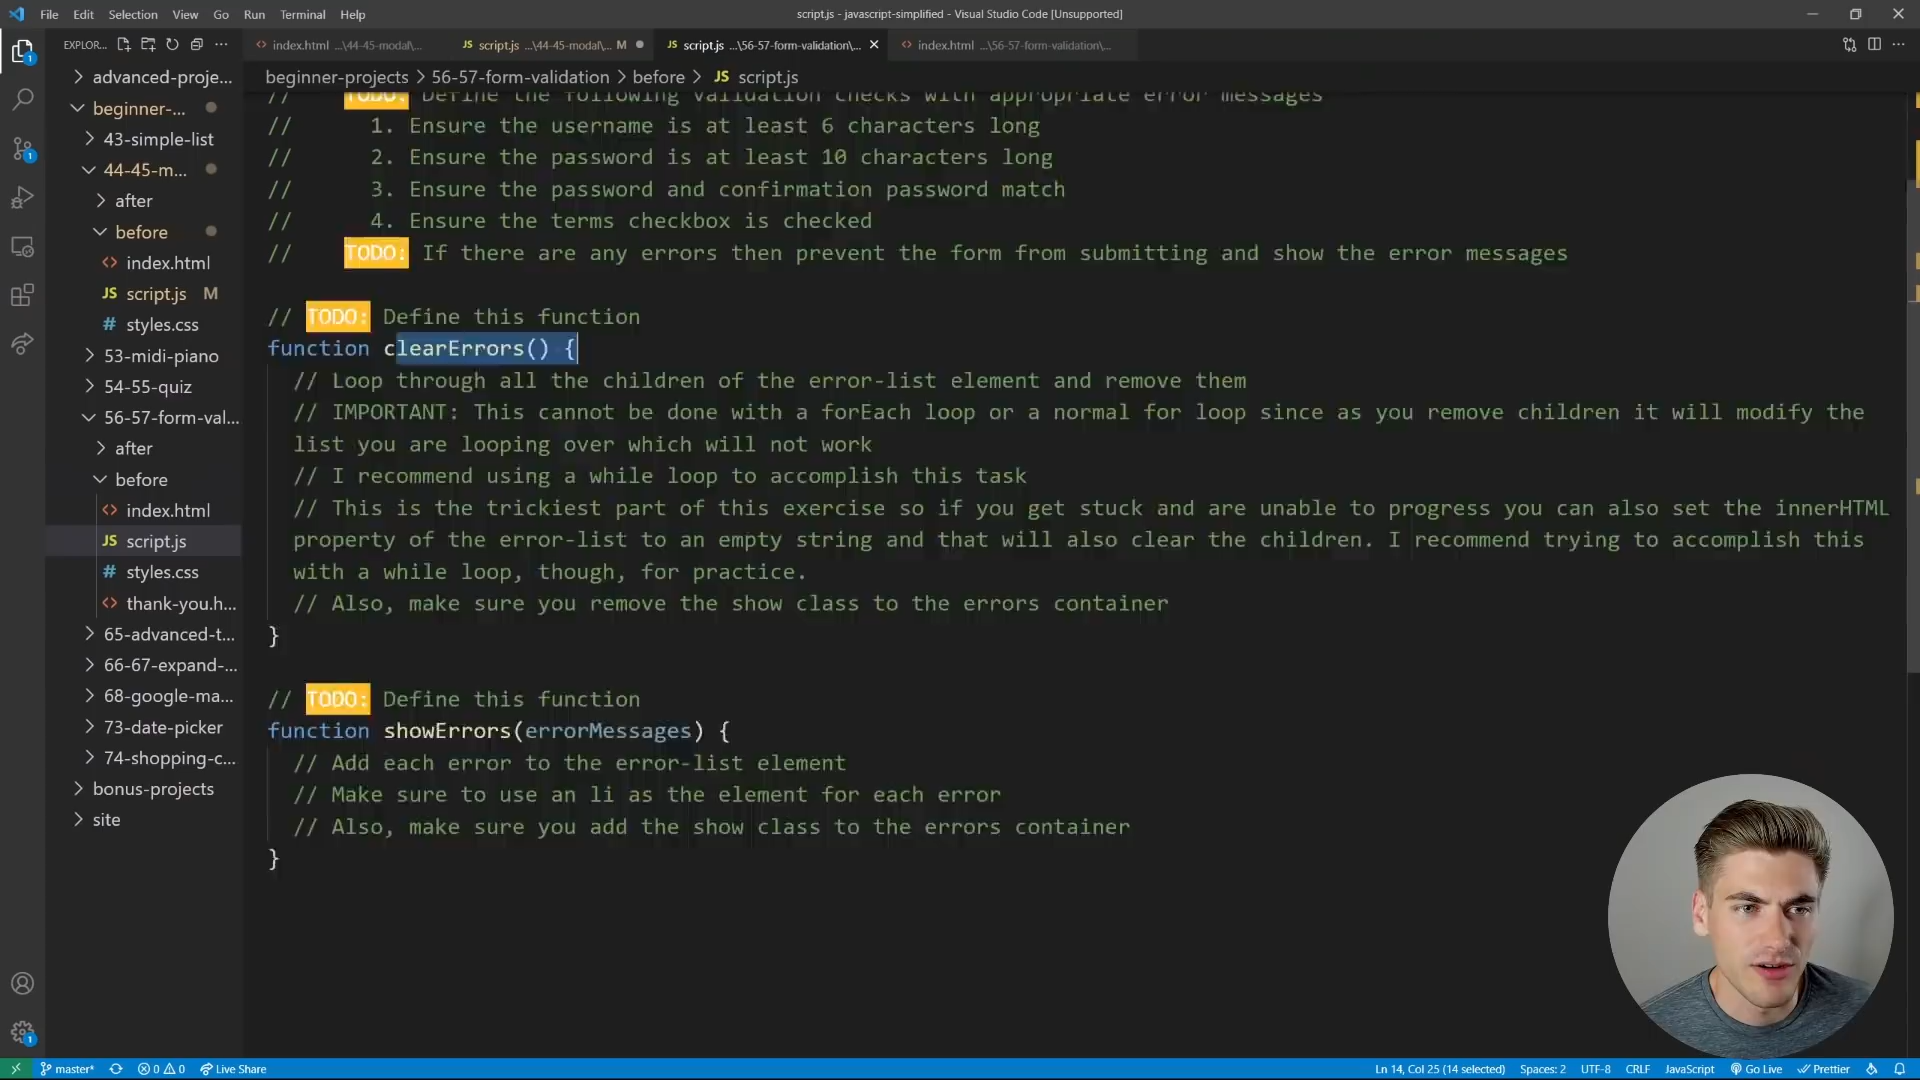 File Edit Selection View Go Run Terminal Help
script.js - javascript-simplified - Visual Studio Code [Unsupported]
EXPLOR...
index.html ...\44-45-modal\...
script.js ...\44-45-modal\... M
JS script.js ...\56-57-form-validation\...
index.html ...\56-57-form-validation\...
beginner-projects > 56-57-form-validation > before > JS script.js
advanced-proje...
beginner-...
43-simple-list
44-45-m...
after
before
index.html
JS script.js M
# styles.css
53-midi-piano
54-55-quiz
56-57-form-val...
after
before
index.html
JS script.js
# styles.css
thank-you.h...
65-advanced-t...
66-67-expand-...
68-google-ma...
73-date-picker
74-shopping-c...
bonus-projects
site
// TODO: Define the following validation checks with appropriate error messages
// 1. Ensure the username is at least 6 characters long
// 2. Ensure the password is at least 10 characters long
// 3. Ensure the password and confirmation password match
// 4. Ensure the terms checkbox is checked
// TODO: If there are any errors then prevent the form from submitting and show the error messages
// TODO: Define this function
function clearErrors() {
// Loop through all the children of the error-list element and remove them
// IMPORTANT: This cannot be done with a forEach loop or a normal for loop since as you remove children it will modify the
list you are looping over which will not work
// I recommend using a while loop to accomplish this task
// This is the trickiest part of this exercise so if you get stuck and are unable to progress you can also set the innerHTML
property of the error-list to an empty string and that will also clear the children. I recommend trying to accomplish this
with a while loop, though, for practice.
// Also, make sure you remove the show class to the errors container
}
// TODO: Define this function
function showErrors(errorMessages) {
// Add each error to the error-list element
// Make sure to use an li as the element for each error
// Also, make sure you add the show class to the errors container
}
master* 0 0 Live Share
Ln 14, Col 25 (14 selected) Spaces: 2 UTF-8 CRLF JavaScript Go Live Prettier